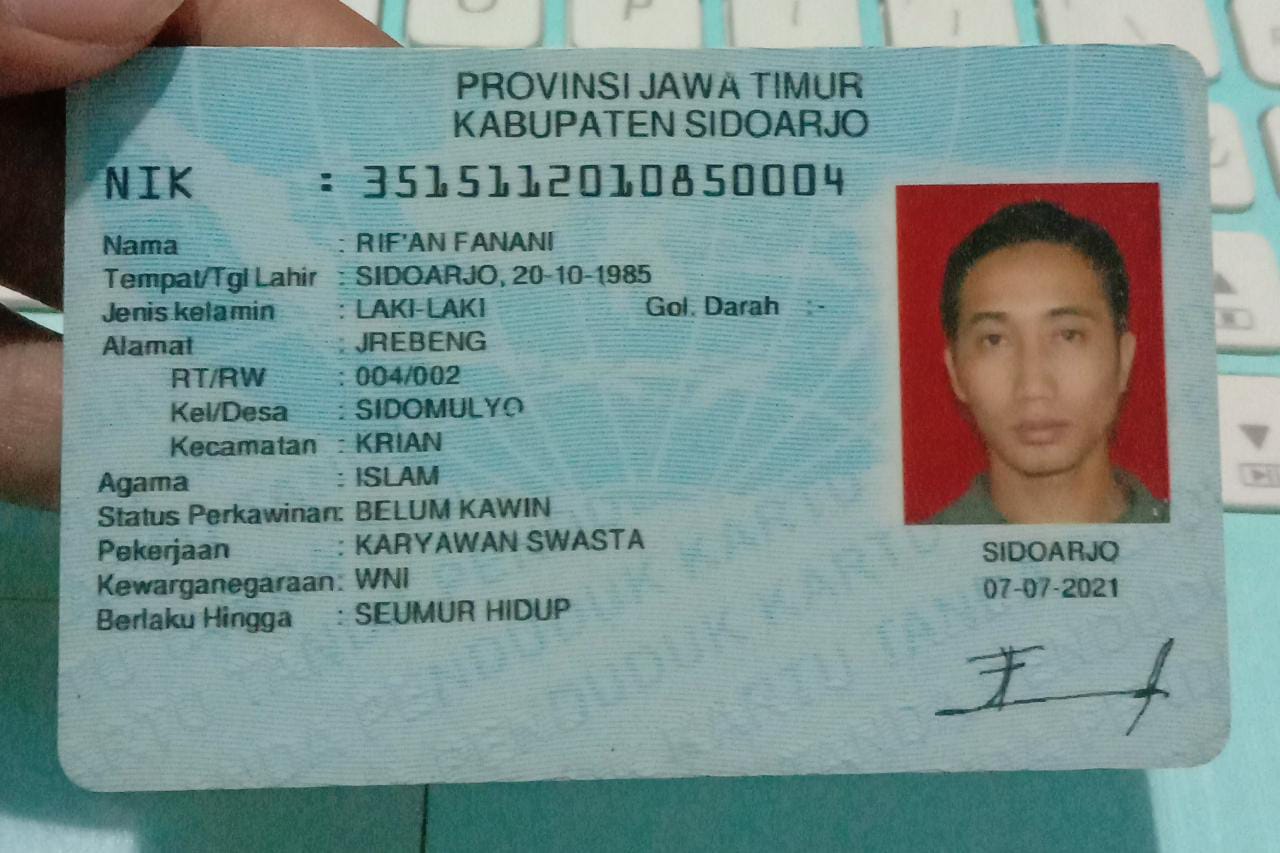 PROVINSI JAWA TIMUR
KABUPATEN SIDOARJO
NIK : 3515112010850004
Nama : RIF'AN FANANI
Tempat/Tgl Lahir : SIDOARJO, 20-10-1985
Jenis kelamin : LAKI-LAKI Gol. Darah : -
Alamat : JREBENG
RT/RW : 004/002
Kel/Desa : SIDOMULYO
Kecamatan : KRIAN
Agama : ISLAM
Status Perkawinan: BELUM KAWIN
Pekerjaan : KARYAWAN SWASTA
Kewarganegaraan: WNI
Berlaku Hingga : SEUMUR HIDUP
SIDOARJO
07-07-2021